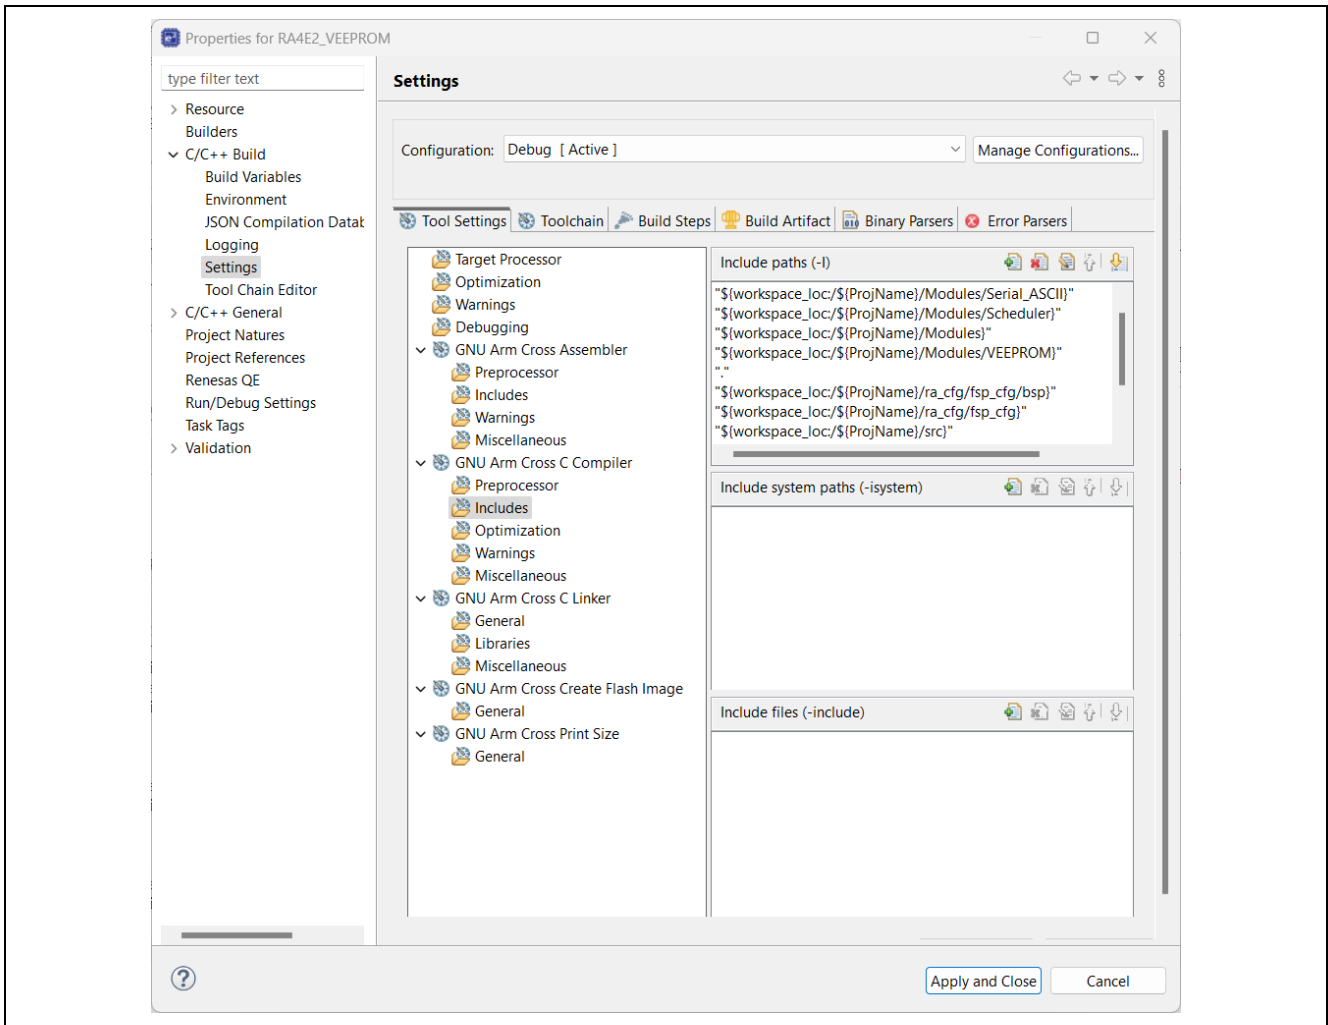 Properties for RA4E2_VEEPROM
type filter text
Resource
Builders
C/C++ Build
Build Variables
Environment
JSON Compilation Datab
Logging
Settings
Tool Chain Editor
C/C++ General
Project Natures
Project References
Renesas QE
Run/Debug Settings
Task Tags
Validation
Settings
Configuration: Debug [ Active ]
Manage Configurations...
Tool Settings Toolchain Build Steps Build Artifact Binary Parsers Error Parsers
Target Processor
Optimization
Warnings
Debugging
GNU Arm Cross Assembler
Preprocessor
Includes
Warnings
Miscellaneous
GNU Arm Cross C Compiler
Preprocessor
Includes
Optimization
Warnings
Miscellaneous
GNU Arm Cross C Linker
General
Libraries
Miscellaneous
GNU Arm Cross Create Flash Image
General
GNU Arm Cross Print Size
General
Include paths (-I)
"${workspace_loc:/${ProjName}/Modules/Serial_ASCII}"
"${workspace_loc:/${ProjName}/Modules/Scheduler}"
"${workspace_loc:/${ProjName}/Modules}"
"${workspace_loc:/${ProjName}/Modules/VEEPROM}"
"."
"${workspace_loc:/${ProjName}/ra_cfg/fsp_cfg/bsp}"
"${workspace_loc:/${ProjName}/ra_cfg/fsp_cfg}"
"${workspace_loc:/${ProjName}/src}"
Include system paths (-isystem)
Include files (-include)
Apply and Close
Cancel